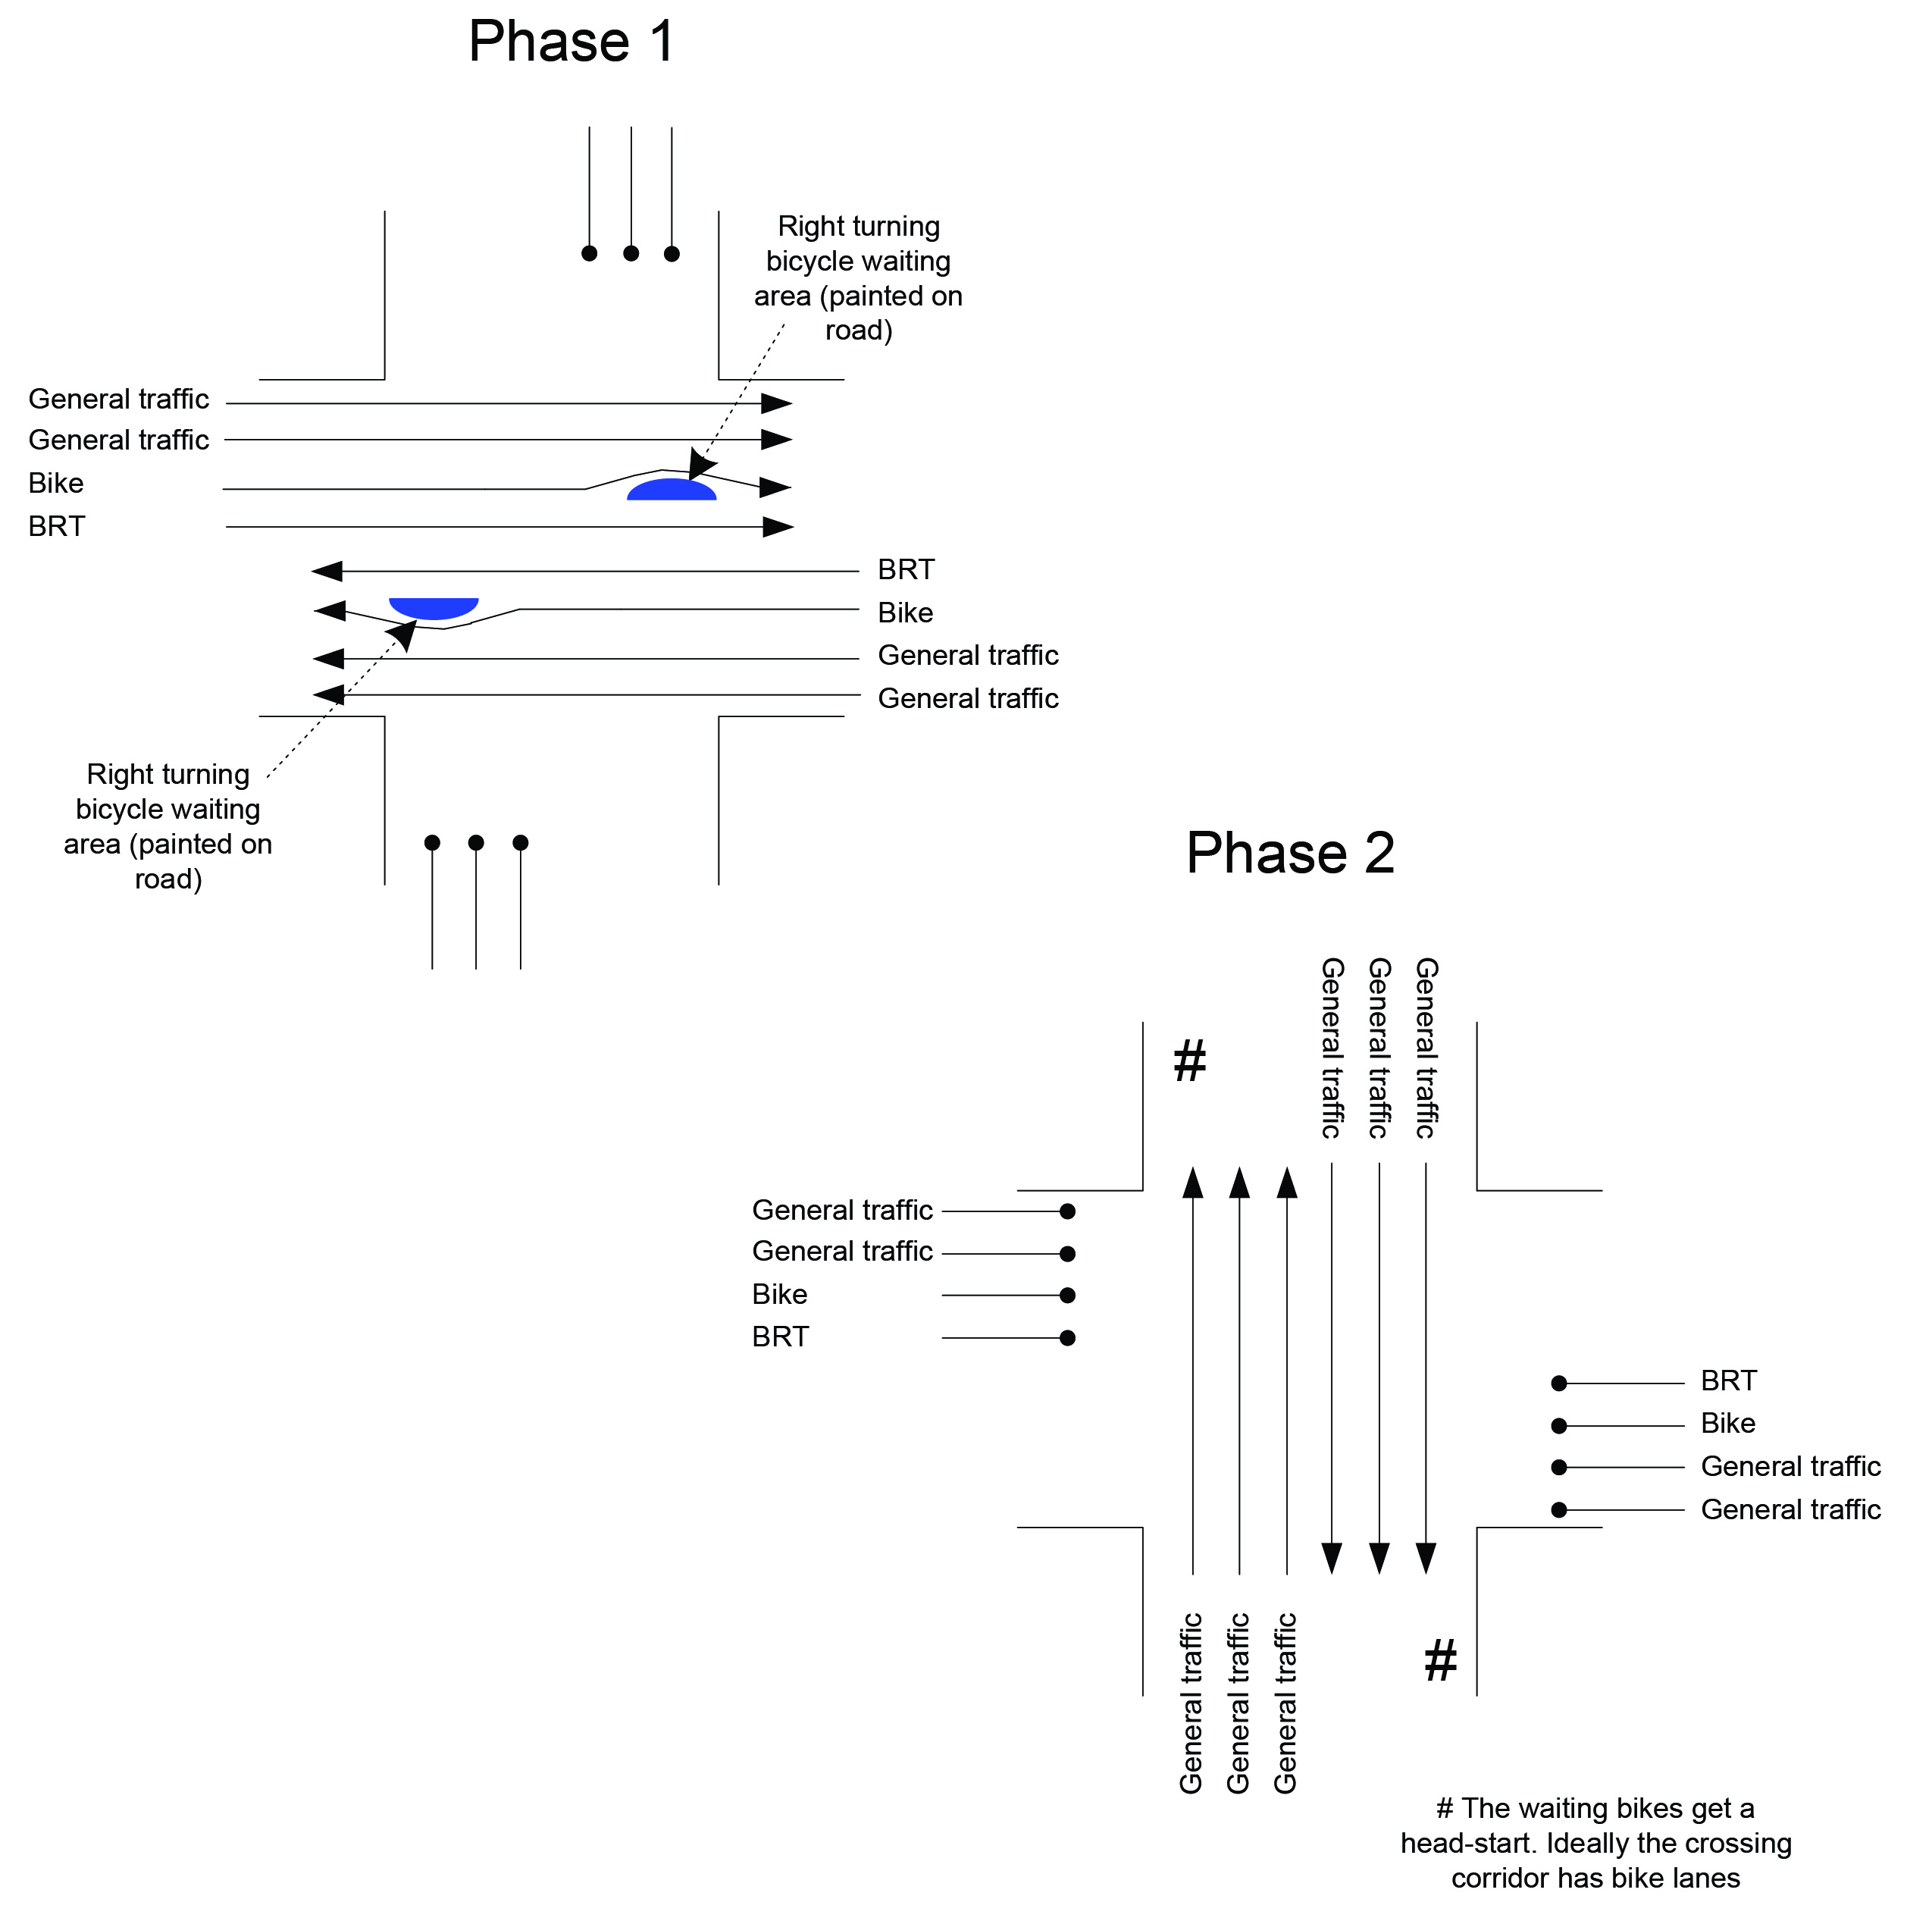 Phase 1
Right turning
bicycle waiting
area (painted on
road)
General traffic
General traffic
Bike
BRT
BRT
Bike
General traffic
General traffic
Right turning
bicycle waiting
area (painted on
road)
Phase 2
General traffic
General traffic
General traffic
#
General traffic
General traffic
Bike
BRT
BRT
Bike
General traffic
General traffic
General traffic
General traffic
General traffic
#
# The waiting bikes get a
head-start. Ideally the crossing
corridor has bike lanes